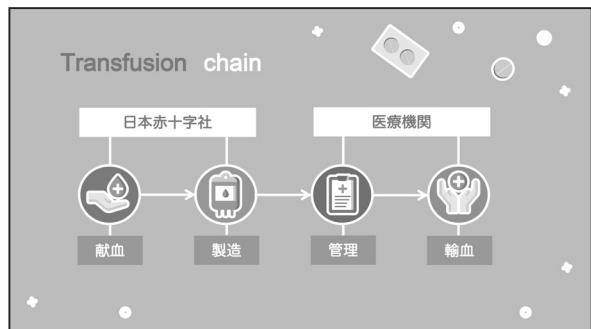 Transfusion chain
日本赤十字社
医療機関
献血
製造
管理
輸血